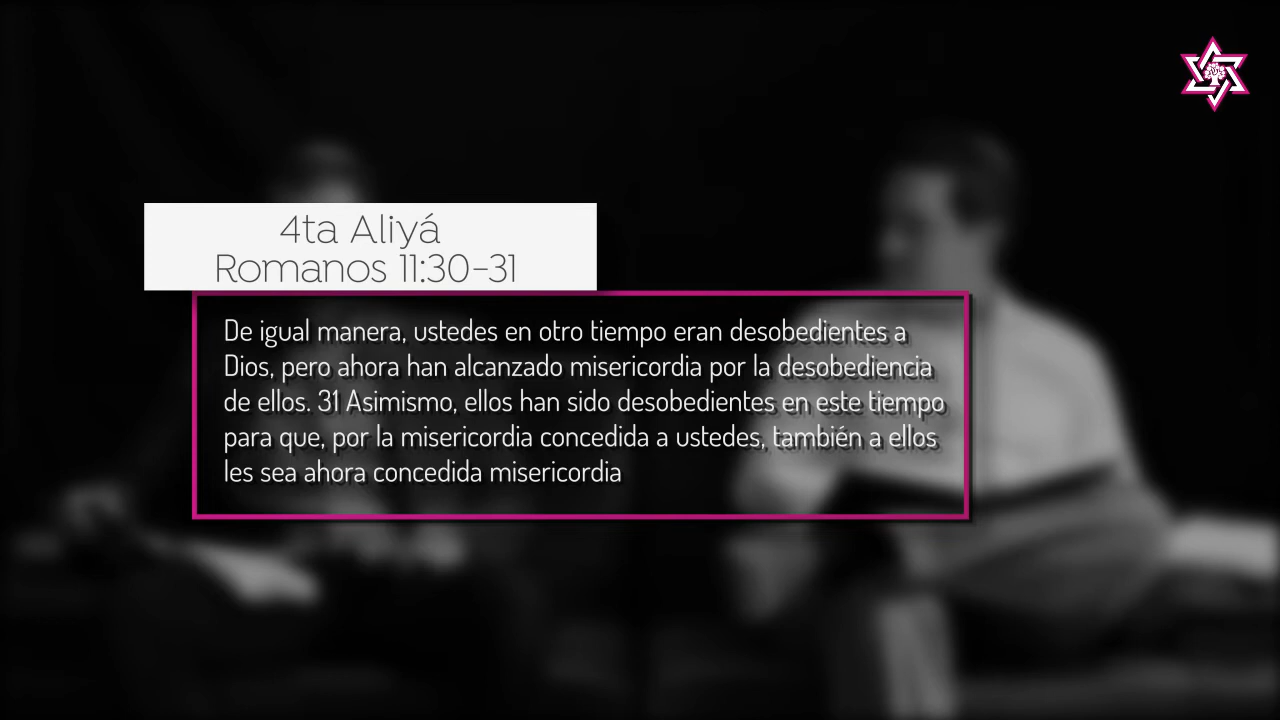 4ta Aliyá
Romanos 11:30-31
De igual manera, ustedes en otro tiempo eran desobedientes a
Dios, pero ahora han alcanzado misericordia por la desobediencia
de ellos. 31 Asimismo, ellos han sido desobedientes en este tiempo
para que, por la misericordia concedida a ustedes, también a ellos
les sea ahora concedida misericordia